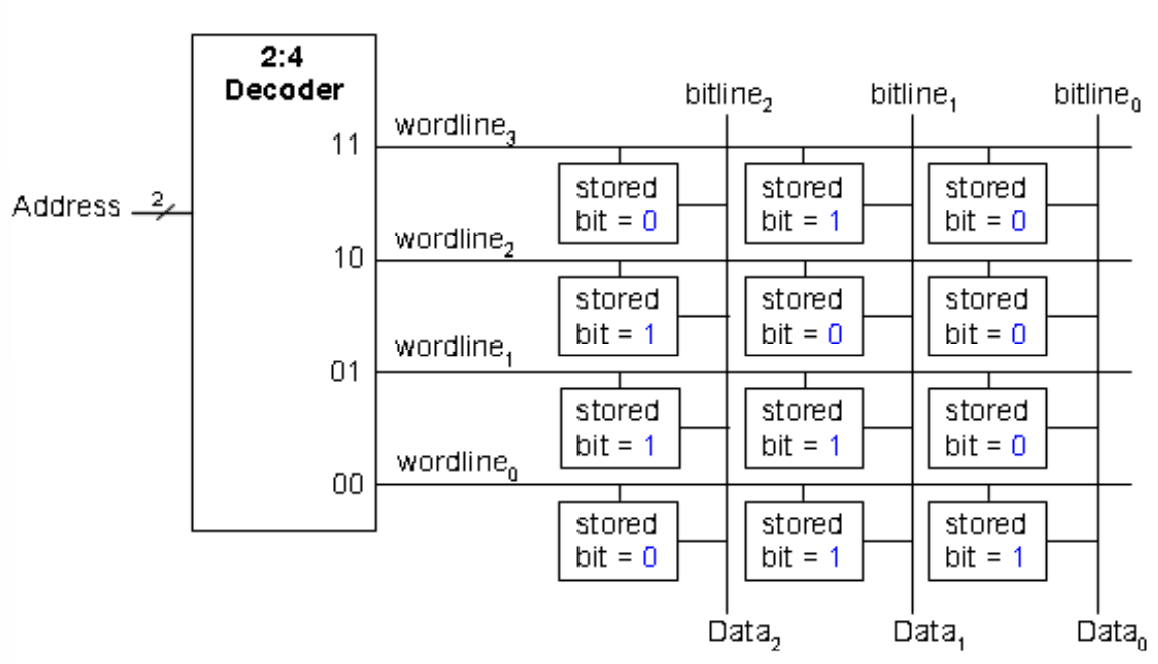 2:4
Decoder
bitline₂ bitline₁ bitline₀
11 wordline₃
Address 2
stored stored stored
bit = 0 bit = 1 bit = 0
10 wordline₂
stored stored stored
bit = 1 bit = 0 bit = 0
01 wordline₁
stored stored stored
bit = 1 bit = 1 bit = 0
00 wordline₀
stored stored stored
bit = 0 bit = 1 bit = 1
Data₂ Data₁ Data₀